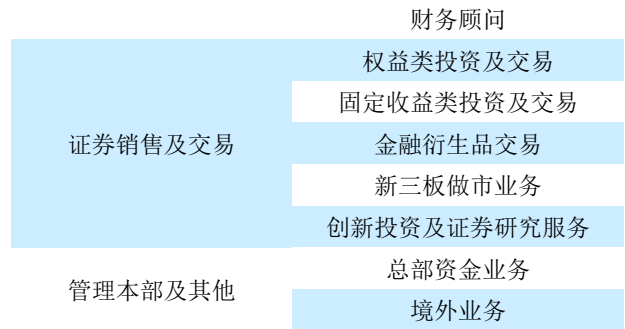 财务顾问
权益类投资及交易
固定收益类投资及交易
证券销售及交易
金融衍生品交易
新三板做市业务
创新投资及证券研究服务
管理本部及其他
总部资金业务
境外业务